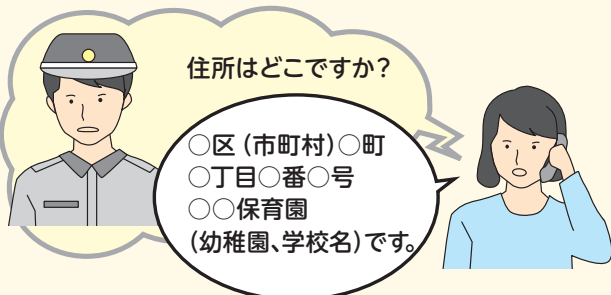 住所はどこですか?
○区(市町村)○町
○丁目○番○号
○○保育園
(幼稚園、学校名)です。